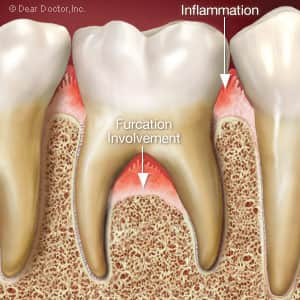 © Dear Doctor, Inc.
Inflammation
Furcation
Involvement